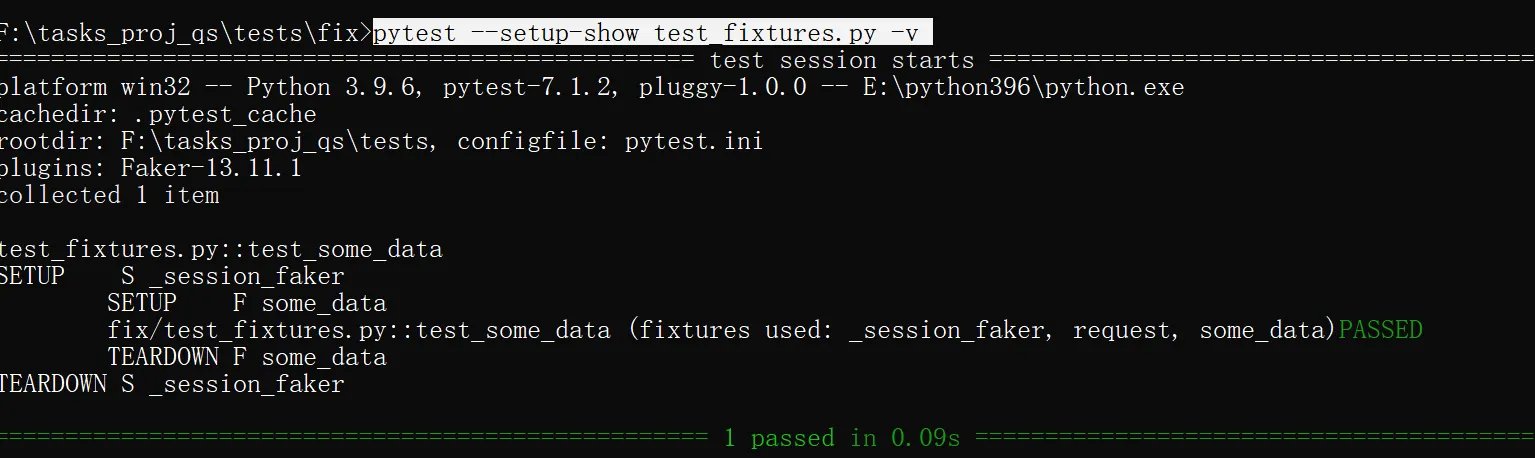 F:\tasks_proj_qs\tests\fix>pytest --setup-show test_fixtures.py -v
============================================== test session starts ==============================================
platform win32 -- Python 3.9.6, pytest-7.1.2, pluggy-1.0.0 -- E:\python396\python.exe
cachedir: .pytest_cache
rootdir: F:\tasks_proj_qs\tests, configfile: pytest.ini
plugins: Faker-13.11.1
collected 1 item
test_fixtures.py::test_some_data
SETUP    S _session_faker
        SETUP    F some_data
        fix/test_fixtures.py::test_some_data (fixtures used: _session_faker, request, some_data)PASSED
        TEARDOWN F some_data
TEARDOWN S _session_faker
=============================================== 1 passed in 0.09s ===============================================